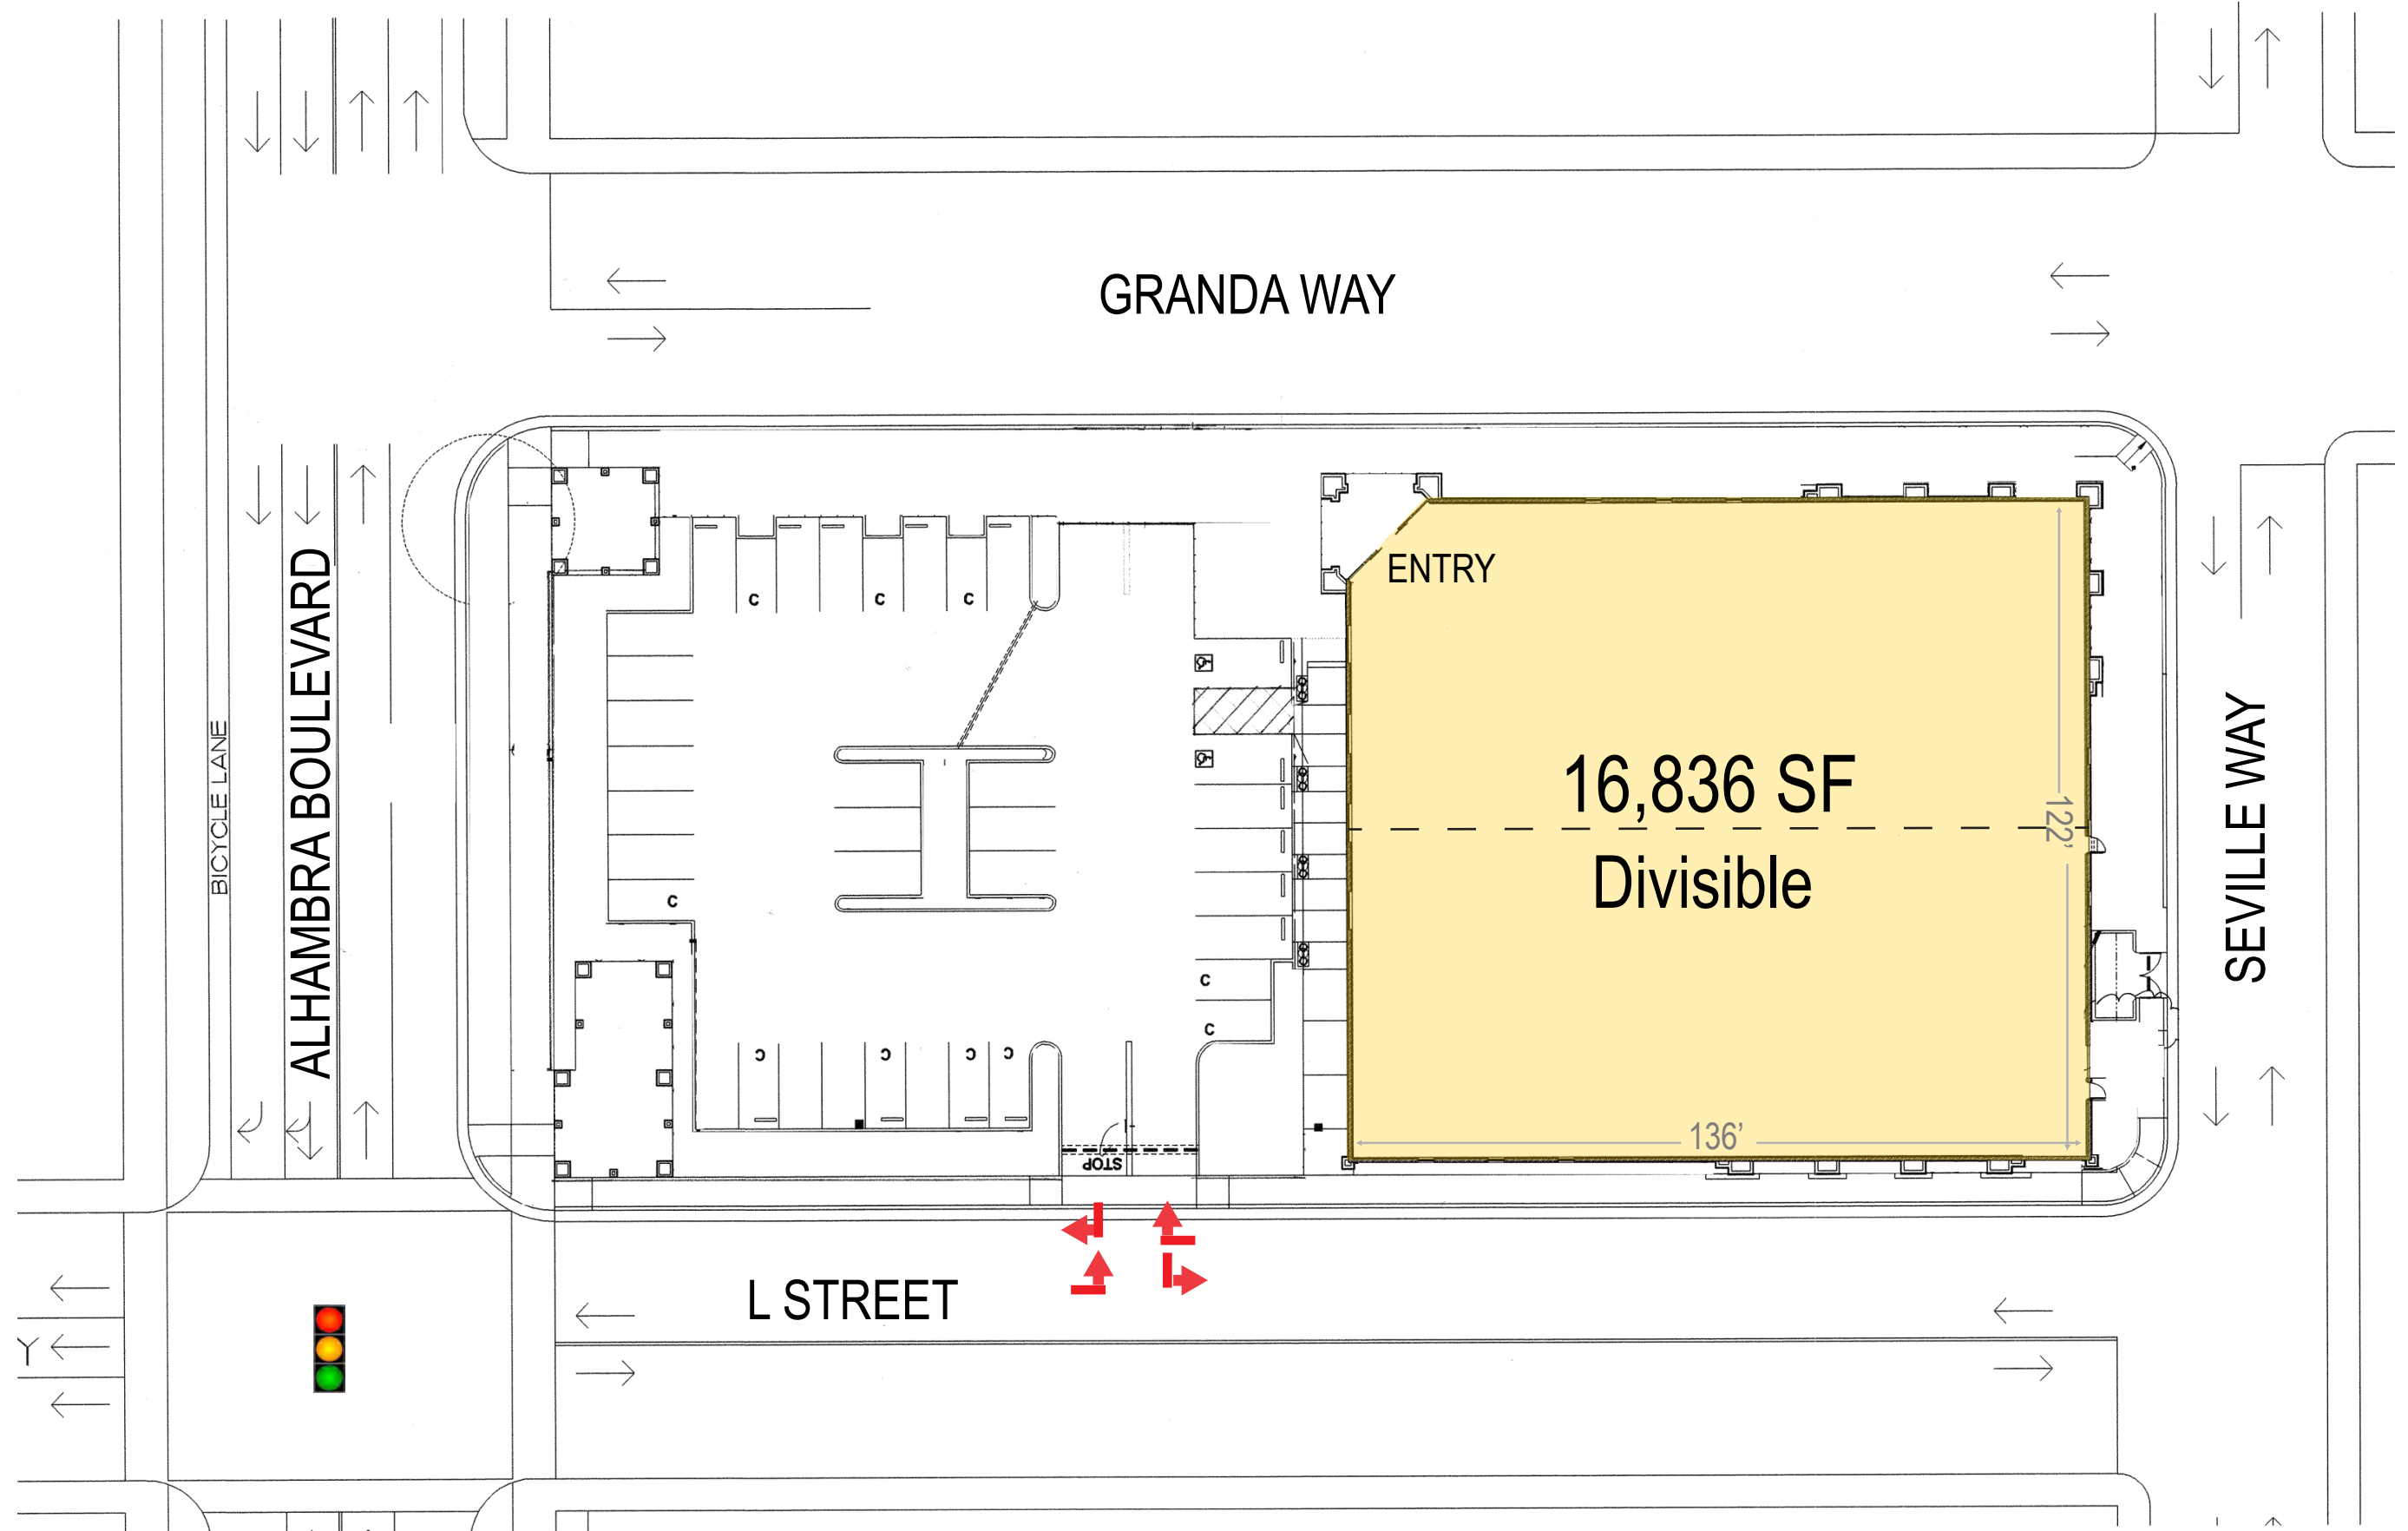 GRANDA WAY
ENTRY
C
C
C
BICYCLE LANE
ALHAMBRA BOULEVARD
16,836 SF
Divisible
122'
SEVILLE WAY
C
C
C
C
C
C
C
136'
STOP
L STREET
Y